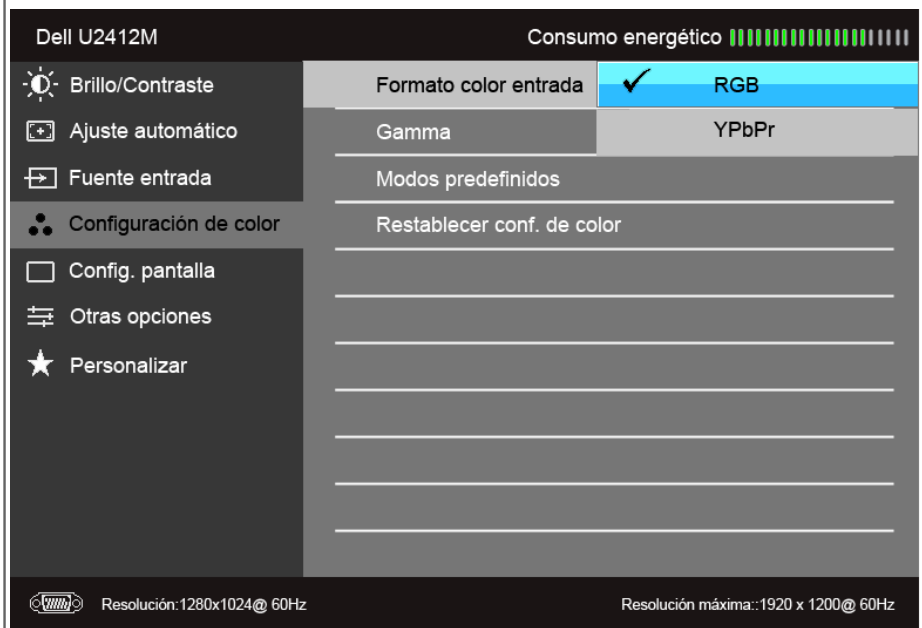 Dell U2412M Consumo energético
Brillo/Contraste Formato color entrada RGB
Ajuste automático Gamma YPbPr
Fuente entrada Modos predefinidos
Configuración de color Restablecer conf. de color
Config. pantalla
Otras opciones
Personalizar
Resolución:1280x1024@ 60Hz Resolución máxima::1920 x 1200@ 60Hz